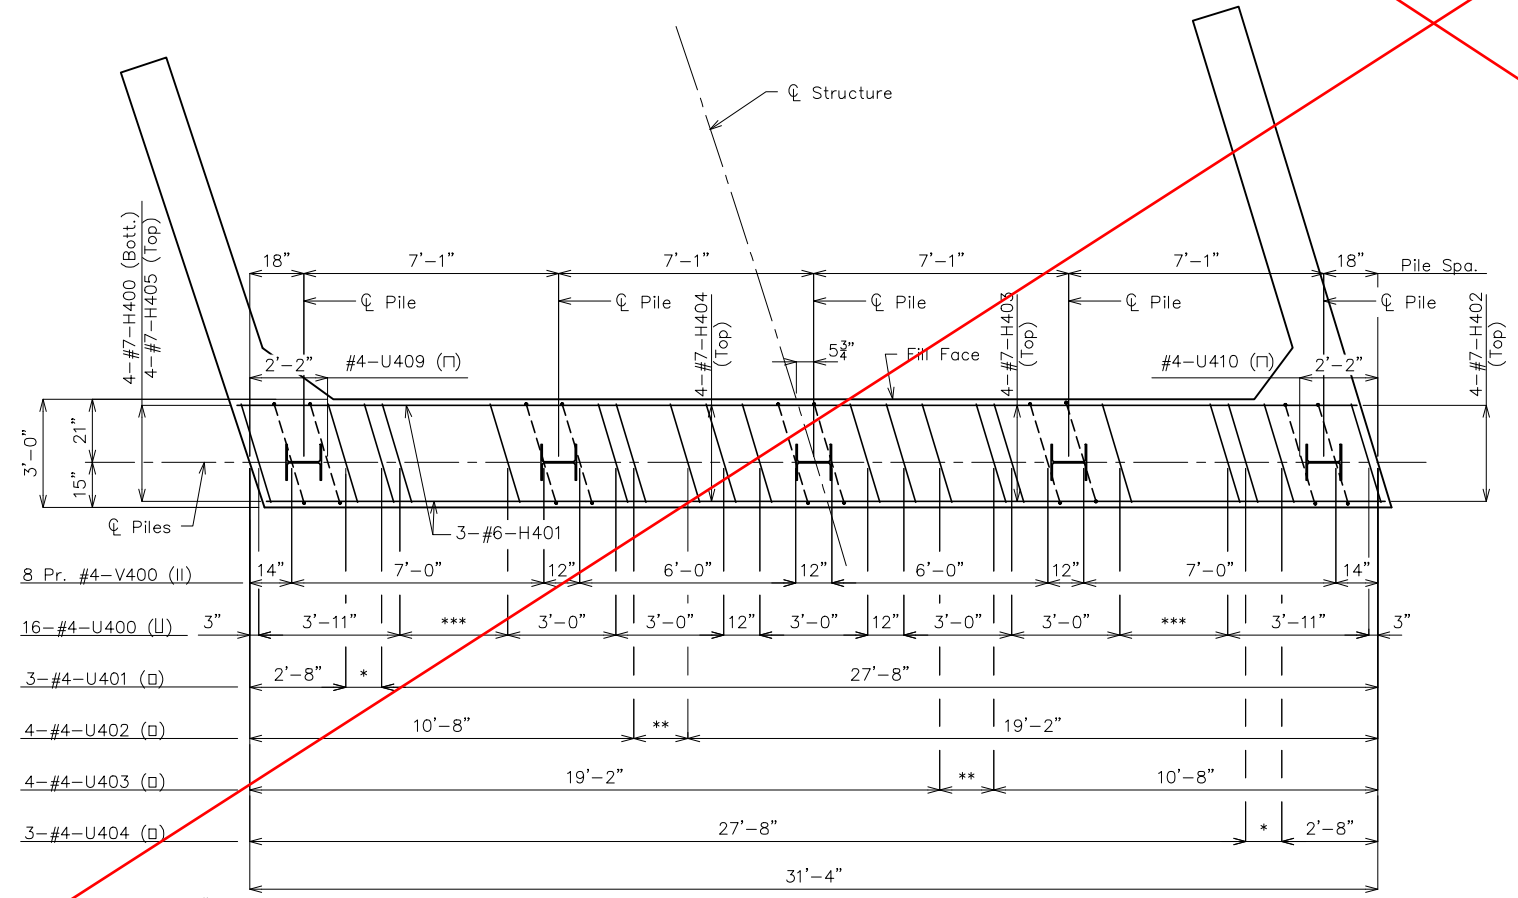 ℄ Structure
18" 7'-1" 7'-1" 7'-1" 7'-1" 18" Pile Spa.
℄ Pile ℄ Pile ℄ Pile ℄ Pile ℄ Pile
4-#7-H400 (Bott.)
4-#7-H405 (Top)
4-#7-H404
(Top)
4-#7-H403
(Top)
4-#7-H402
(Top)
5¾"
Fill Face
2'-2" #4-U409 (⊓)
#4-U410 (⊓) 2'-2"
3'-0"
21"
15"
℄ Piles
3-#6-H401
8 Pr. #4-V400 (||) 14" 7'-0" 12" 6'-0" 12" 6'-0" 12" 7'-0" 14"
16-#4-U400 (⊔) 3" 3'-11" *** 3'-0" 3'-0" 12" 3'-0" 12" 3'-0" 3'-0" *** 3'-11" 3"
3-#4-U401 (□) 2'-8" * 27'-8"
4-#4-U402 (□) 10'-8" ** 19'-2"
4-#4-U403 (□) 19'-2" ** 10'-8"
3-#4-U404 (□) 27'-8" * 2'-8"
31'-4"